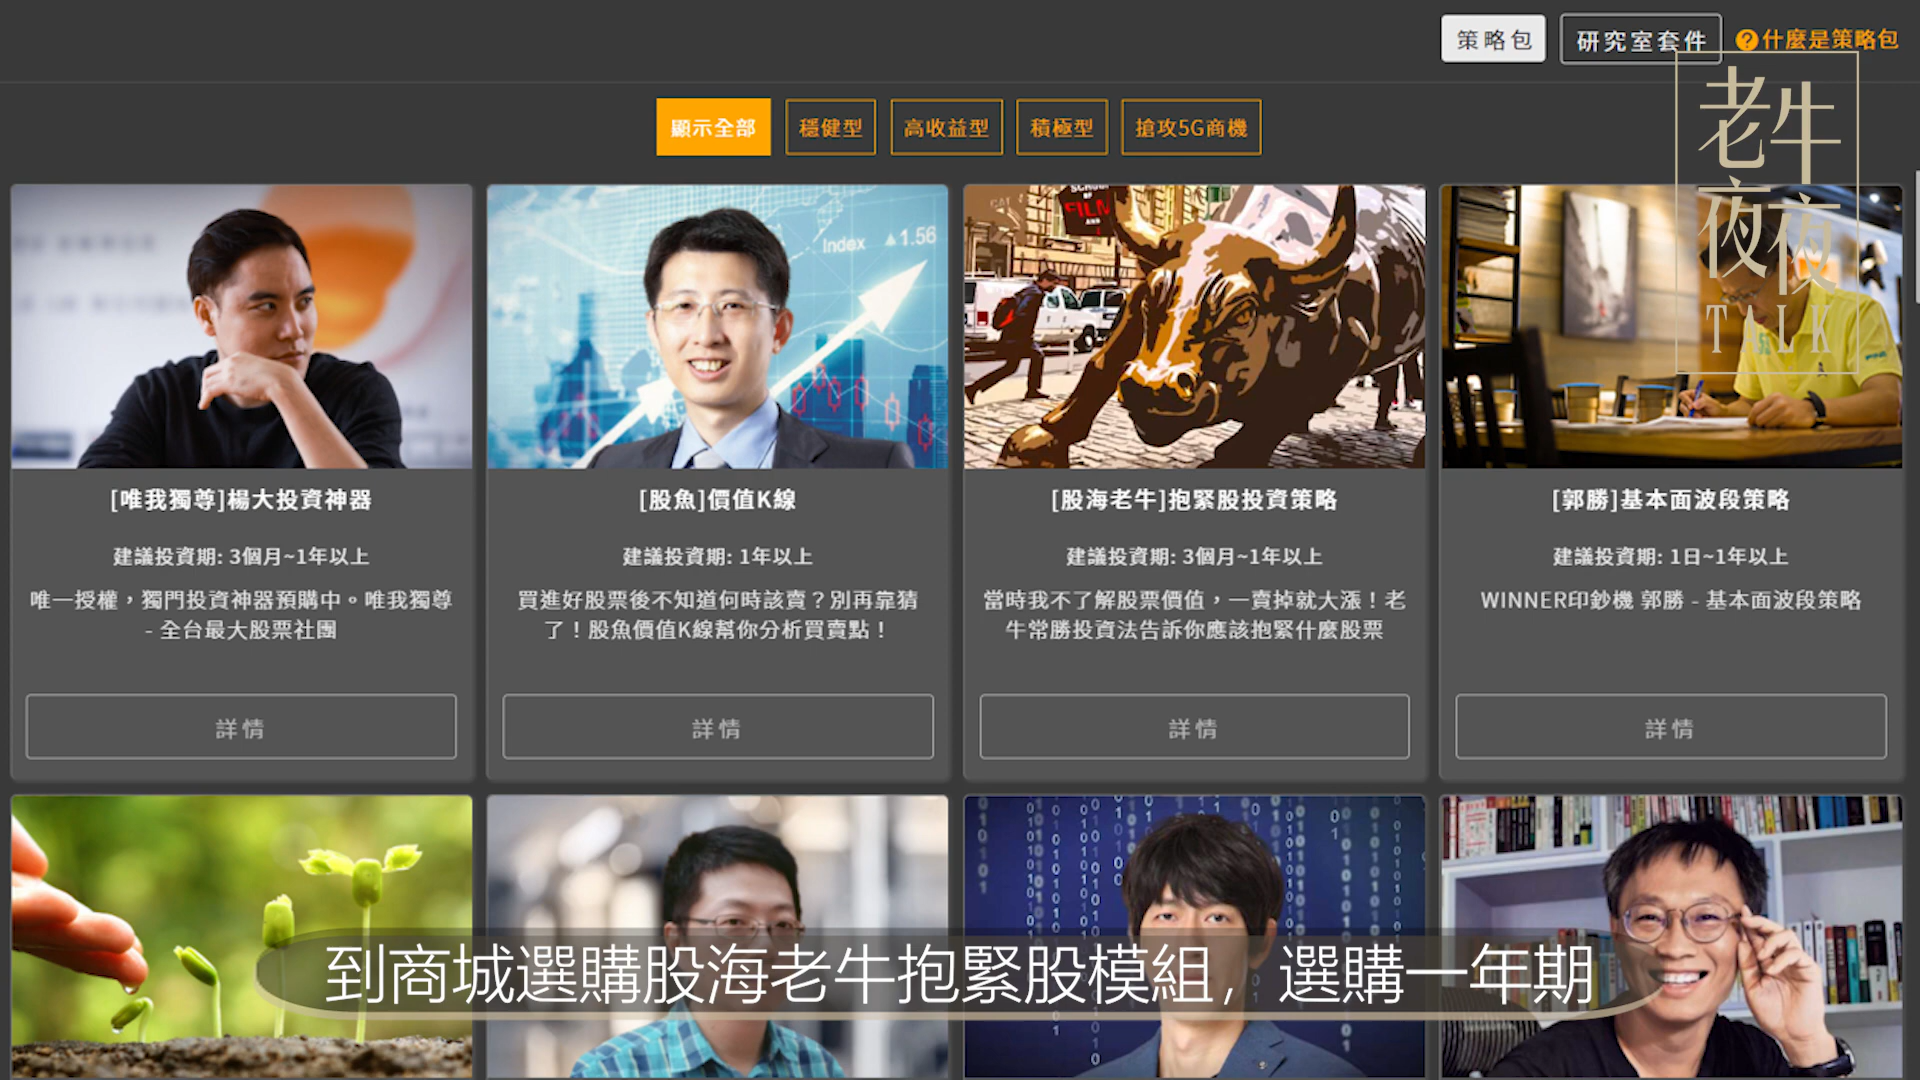 策略包
研究室套件
?什麼是策略包
老牛
夜夜
TALK
顯示全部
穩健型
高收益型
積極型
搶攻5G商機
Index ▲1.56
FILM
AND
[唯我獨尊]楊大投資神器
建議投資期: 3個月~1年以上
唯一授權，獨門投資神器預購中。唯我獨尊
- 全台最大股票社團
詳情
[股魚]價值K線
建議投資期: 1年以上
買進好股票後不知道何時該賣？別再靠猜
了！股魚價值K線幫你分析買賣點！
詳情
[股海老牛]抱緊股投資策略
建議投資期: 3個月~1年以上
當時我不了解股票價值，一賣掉就大漲！老
牛常勝投資法告訴你應該抱緊什麼股票
詳情
[郭勝]基本面波段策略
建議投資期: 1日~1年以上
WINNER印鈔機 郭勝 - 基本面波段策略
詳情
到商城選購股海老牛抱緊股模組，選購一年期